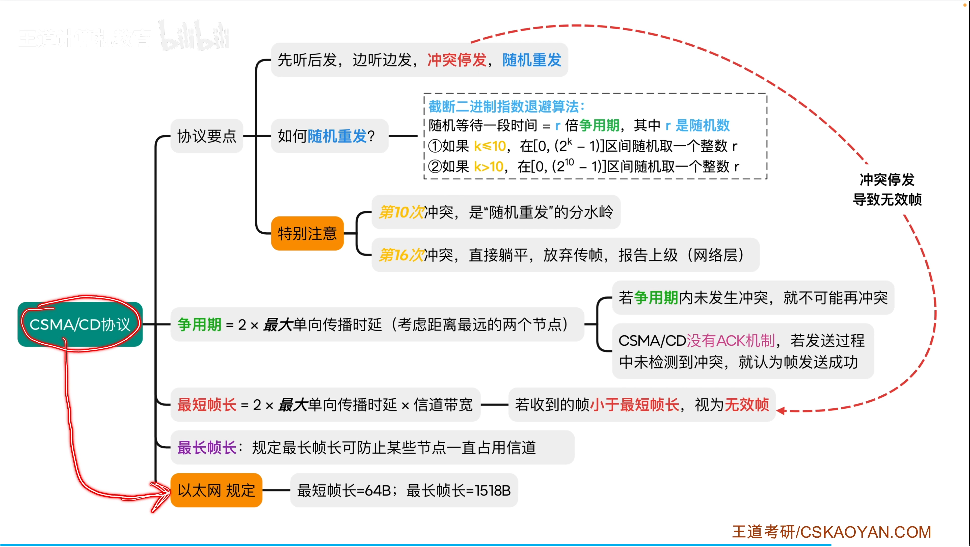 先听后发，边听边发，冲突停发，随机重发
截断二进制指数退避算法：
协议要点
如何随机重发？
随机等待一段时间 = r 倍争用期，其中 r 是随机数
①如果 k≤10，在[0, (2^k − 1)]区间随机取一个整数 r
②如果 k>10，在[0, (2^10 − 1)]区间随机取一个整数 r
冲突停发
导致无效帧
特别注意
第10次冲突，是“随机重发”的分水岭
第16次冲突，直接躺平，放弃传帧，报告上级（网络层）
CSMA/CD协议
争用期 = 2 × 最大单向传播时延（考虑距离最远的两个节点）
若争用期内未发生冲突，就不可能再冲突
CSMA/CD没有ACK机制，若发送过程
中未检测到冲突，就认为帧发送成功
最短帧长 = 2 × 最大单向传播时延 × 信道带宽
若收到的帧小于最短帧长，视为无效帧
最长帧长：规定最长帧长可防止某些节点一直占用信道
以太网 规定
最短帧长=64B；最长帧长=1518B
王道考研/CSKAOYAN.COM